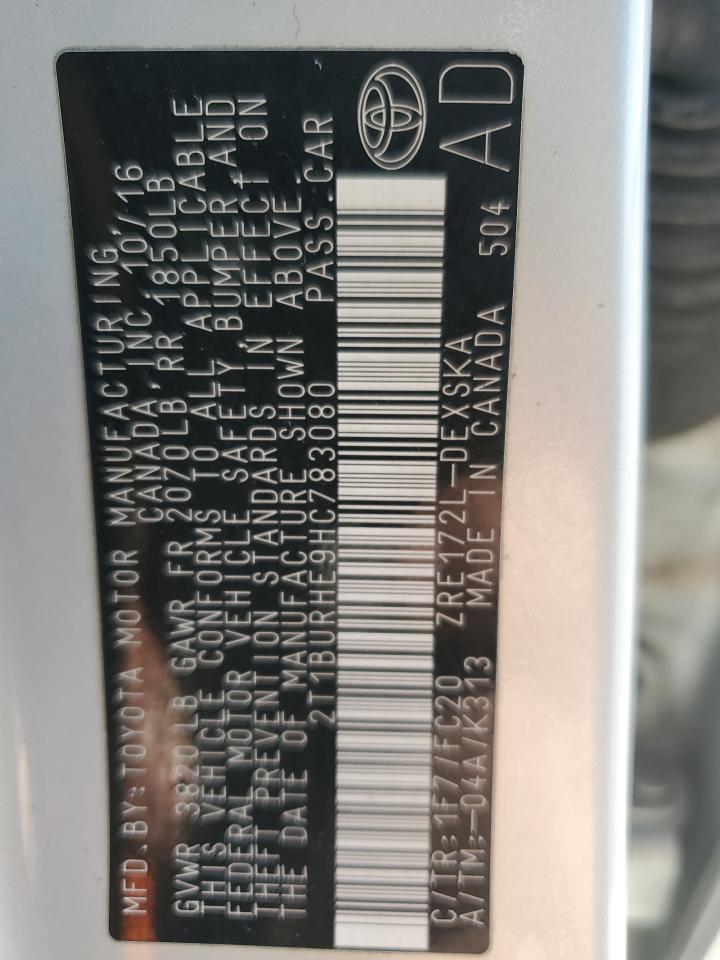 MFD.BY:TOYOTA MOTOR MANUFACTURING,
CANADA,INC 10/16
GVWR 3820LB GAWR FR 2020LB RR 1850LB
THIS VEHICLE CONFORMS TO ALL APPLICABLE
FEDERAL MOTOR VEHICLE SAFETY, BUMPER, AND
THEFT PREVENTION STANDARDS IN EFFECT ON
THE DATE OF MANUFACTURE SHOWN ABOVE.
2T1BURHE9HC783080 PASS.CAR
C/TR:1F7/FC20 ZRE172L-DEXSKA
A/TM:-04A/K313 MADE IN CANADA 504
AD